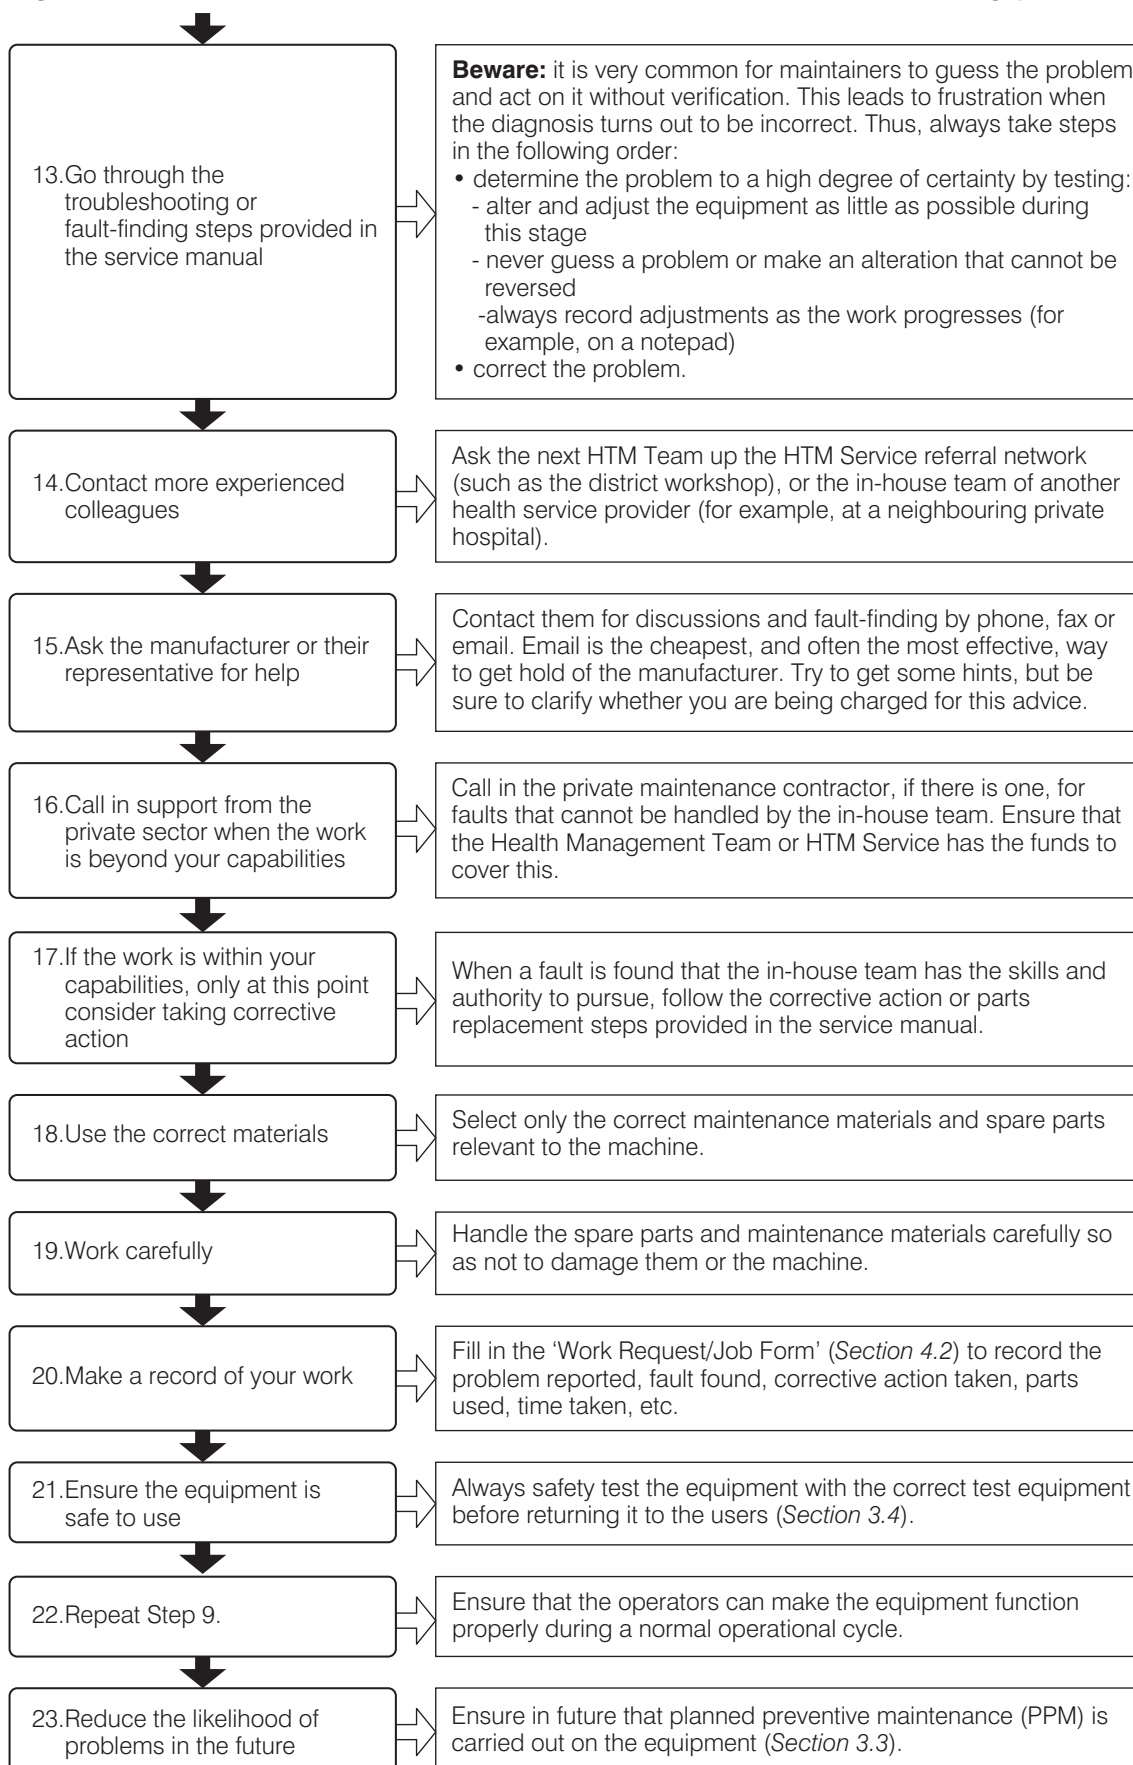 13.Go through the
troubleshooting or
fault-finding steps provided in
the service manual
Beware: it is very common for maintainers to guess the problem
and act on it without verification. This leads to frustration when
the diagnosis turns out to be incorrect. Thus, always take steps
in the following order:
• determine the problem to a high degree of certainty by testing:
- alter and adjust the equipment as little as possible during
this stage
- never guess a problem or make an alteration that cannot be
reversed
-always record adjustments as the work progresses (for
example, on a notepad)
• correct the problem.
14.Contact more experienced
colleagues
Ask the next HTM Team up the HTM Service referral network
(such as the district workshop), or the in-house team of another
health service provider (for example, at a neighbouring private
hospital).
15.Ask the manufacturer or their
representative for help
Contact them for discussions and fault-finding by phone, fax or
email. Email is the cheapest, and often the most effective, way
to get hold of the manufacturer. Try to get some hints, but be
sure to clarify whether you are being charged for this advice.
16.Call in support from the
private sector when the work
is beyond your capabilities
Call in the private maintenance contractor, if there is one, for
faults that cannot be handled by the in-house team. Ensure that
the Health Management Team or HTM Service has the funds to
cover this.
17.If the work is within your
capabilities, only at this point
consider taking corrective
action
When a fault is found that the in-house team has the skills and
authority to pursue, follow the corrective action or parts
replacement steps provided in the service manual.
18.Use the correct materials
Select only the correct maintenance materials and spare parts
relevant to the machine.
19.Work carefully
Handle the spare parts and maintenance materials carefully so
as not to damage them or the machine.
20.Make a record of your work
Fill in the ‘Work Request/Job Form’ (Section 4.2) to record the
problem reported, fault found, corrective action taken, parts
used, time taken, etc.
21.Ensure the equipment is
safe to use
Always safety test the equipment with the correct test equipment
before returning it to the users (Section 3.4).
22.Repeat Step 9.
Ensure that the operators can make the equipment function
properly during a normal operational cycle.
23.Reduce the likelihood of
problems in the future
Ensure in future that planned preventive maintenance (PPM) is
carried out on the equipment (Section 3.3).